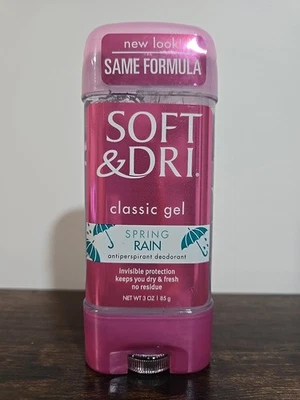 new look!
SAME FORMULA
SOFT
&DRI.
classic gel
SPRING
RAIN
antiperspirant deodorant
Invisible protection
keeps you dry & fresh
no residue
NET WT 3 OZ | 85 g